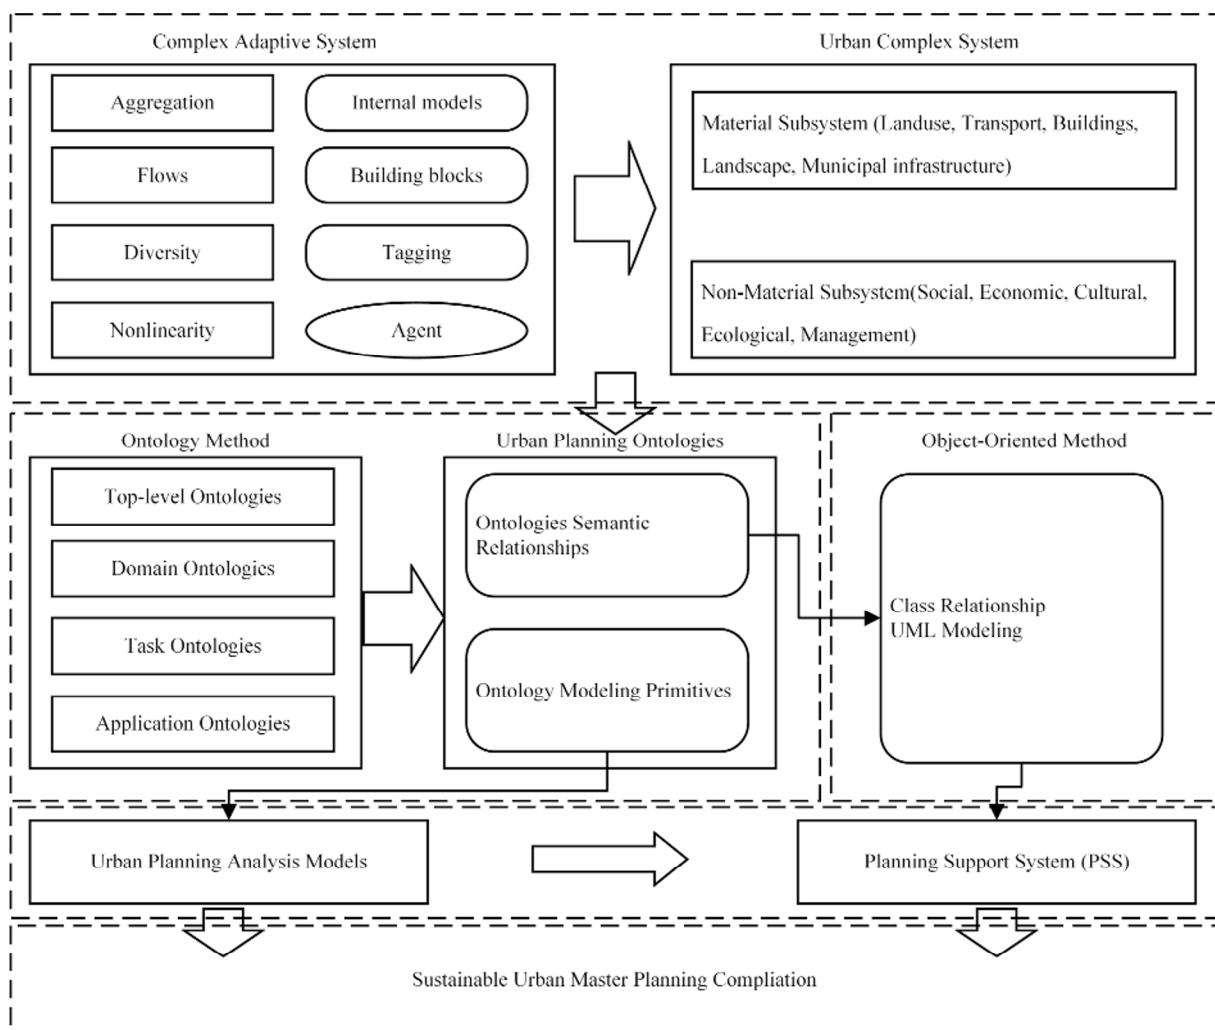 Complex Adaptive System
Urban Complex System
Aggregation
Internal models
Flows
Building blocks
Diversity
Tagging
Nonlinearity
Agent
Material Subsystem (Landuse, Transport, Buildings,
Landscape, Municipal infrastructure)
Non-Material Subsystem(Social, Economic, Cultural,
Ecological, Management)
Ontology Method
Urban Planning Ontologies
Object-Oriented Method
Top-level Ontologies
Domain Ontologies
Task Ontologies
Application Ontologies
Ontologies Semantic
Relationships
Ontology Modeling Primitives
Class Relationship
UML Modeling
Urban Planning Analysis Models
Planning Support System (PSS)
Sustainable Urban Master Planning Compliation